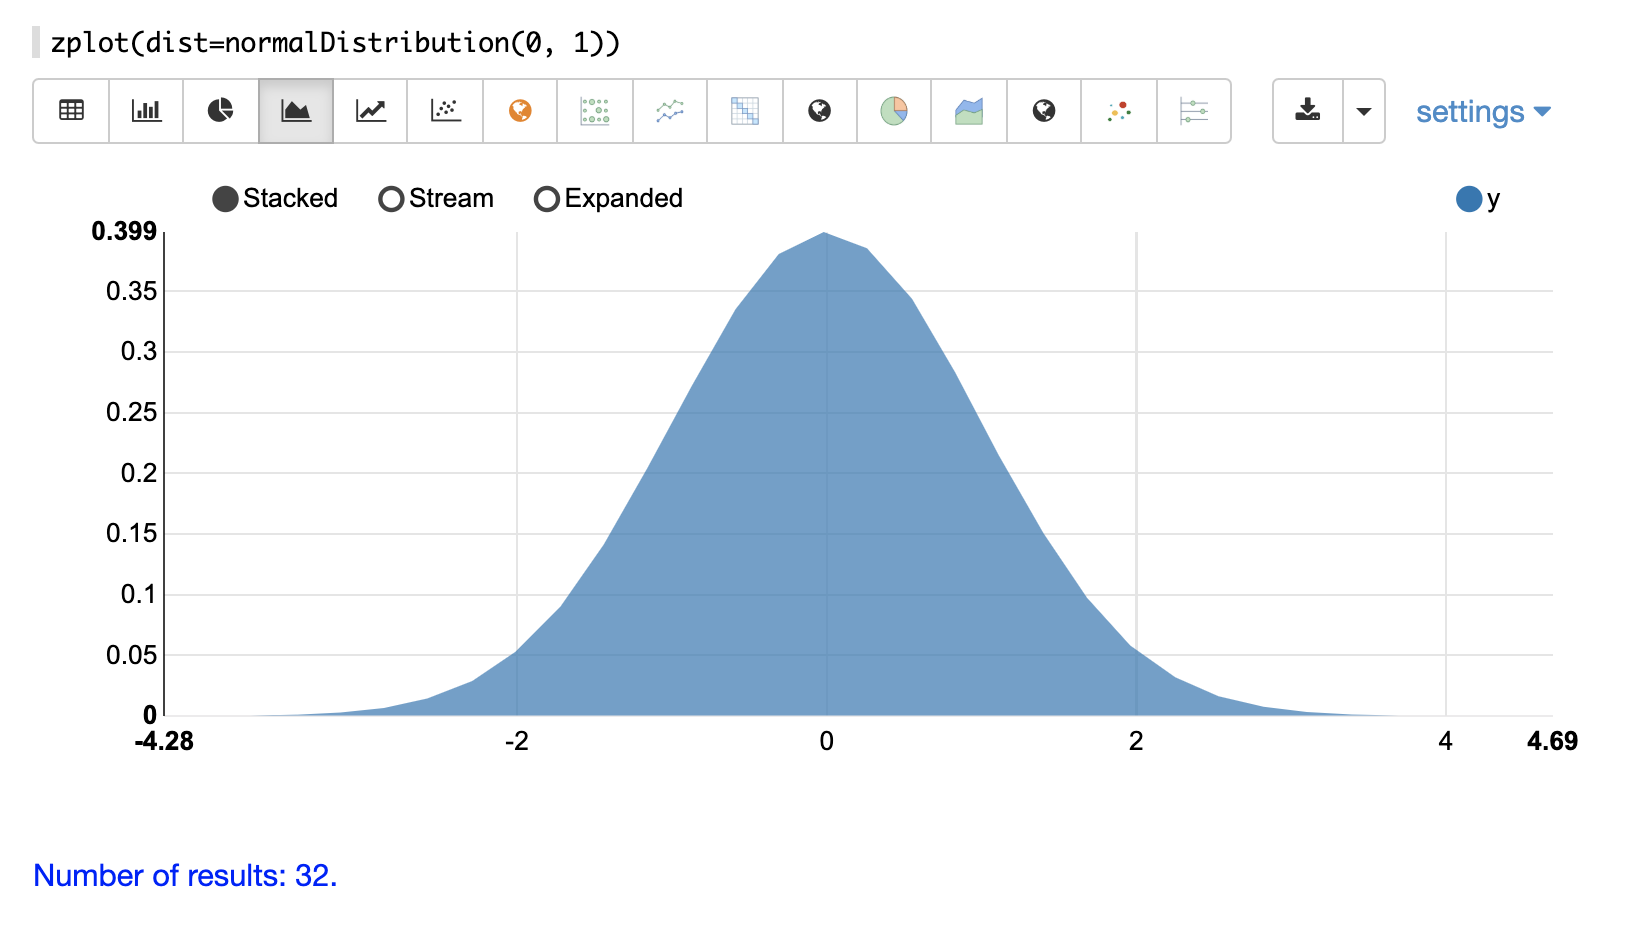 zplot(dist=normalDistribution(0, 1))
settings
Stacked Stream Expanded y
0.399
0.35
0.3
0.25
0.2
0.15
0.1
0.05
0
-4.28 -2 0 2 4 4.69
Number of results: 32.